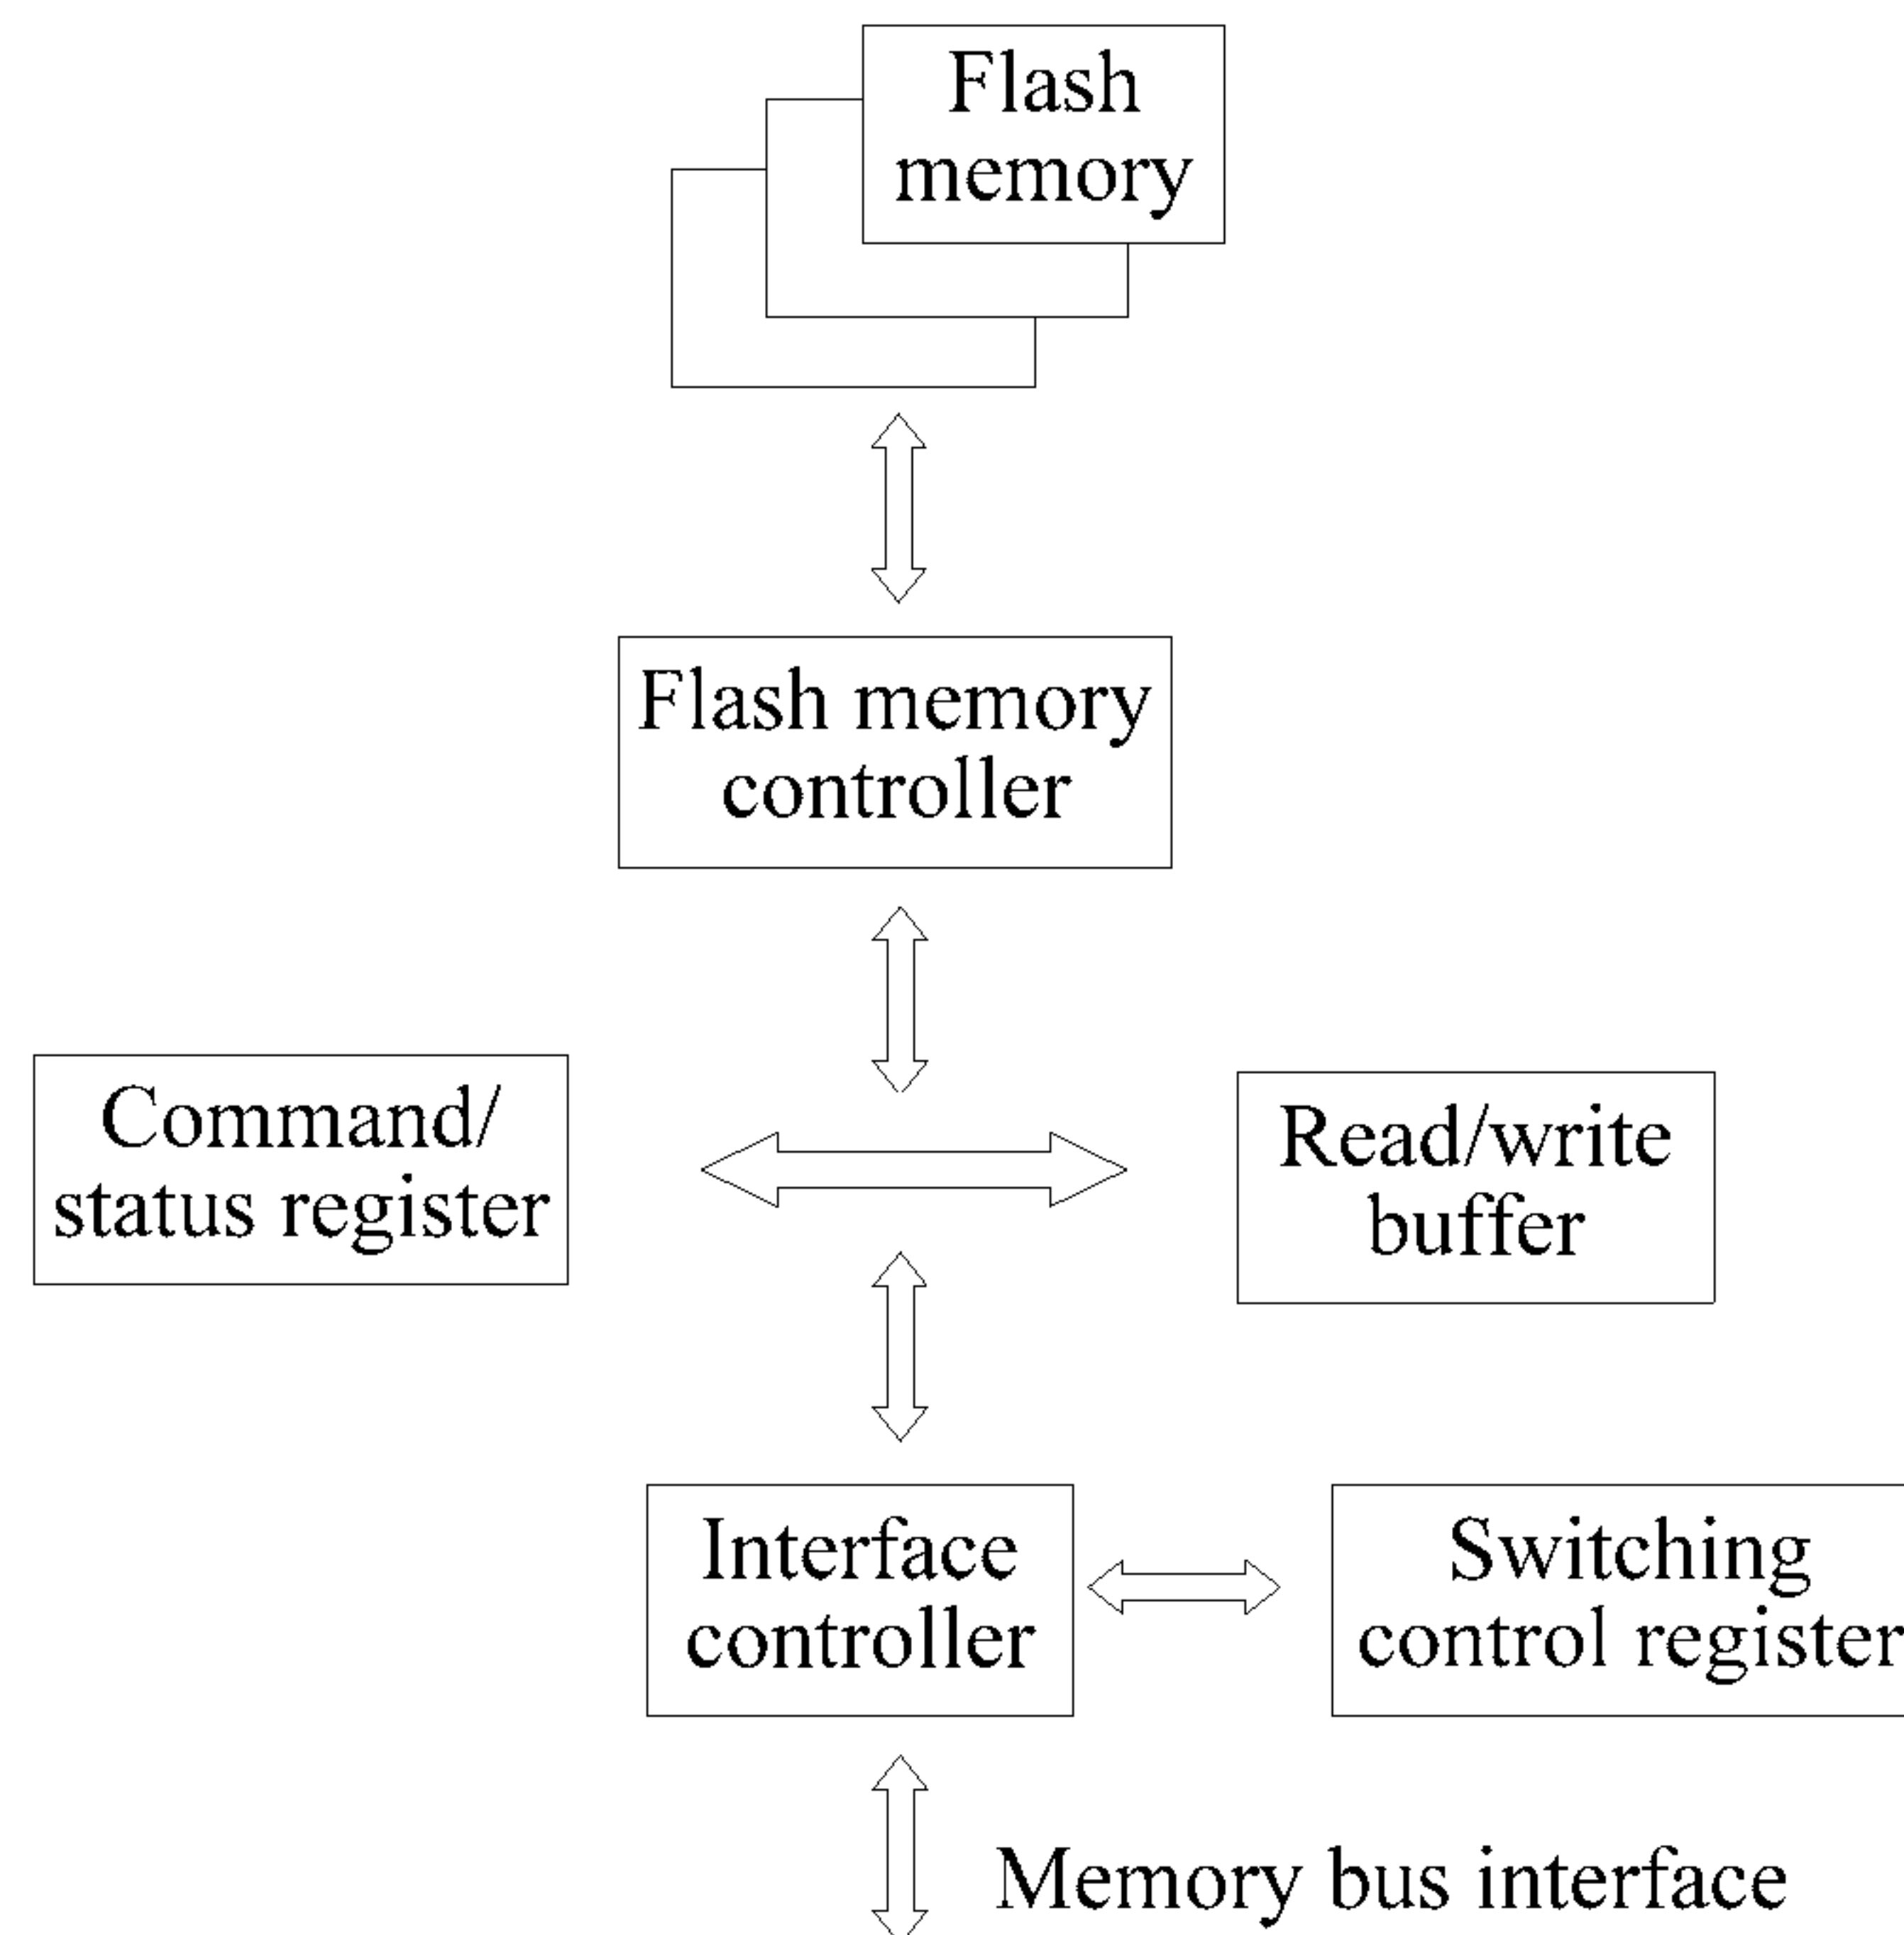 Flash
memory
Flash memory
controller
Command/
status register
Read/write
buffer
Interface
controller
Switching
control register
Memory bus interface